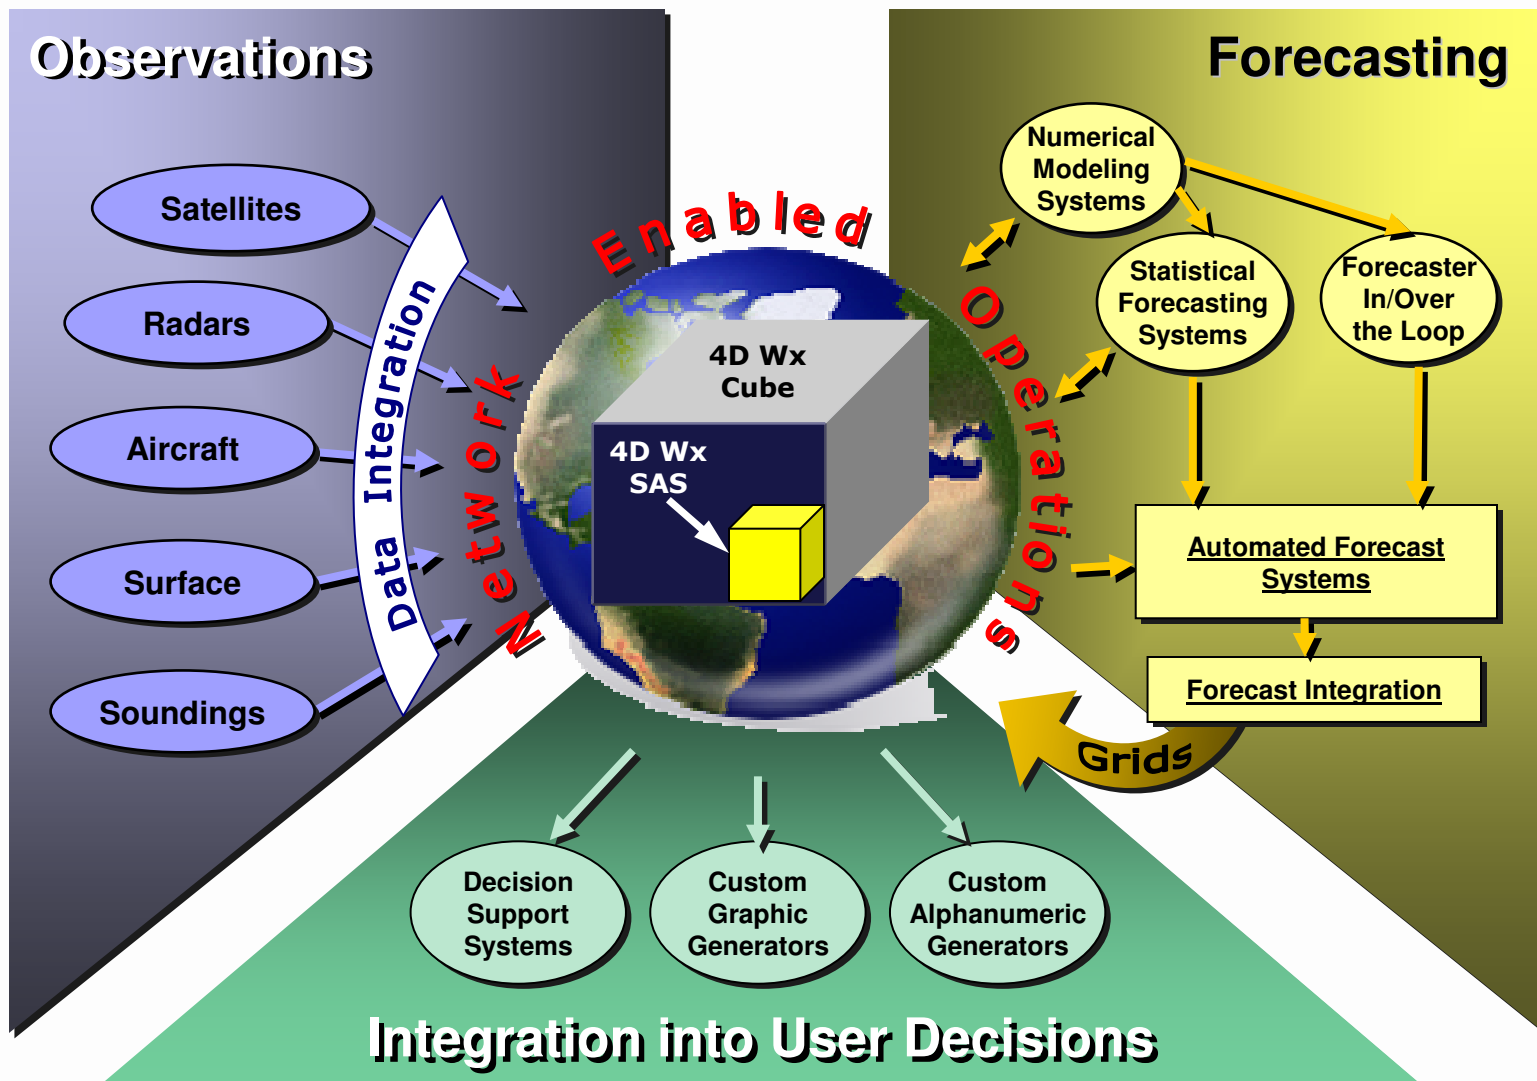 Observations
Forecasting
Satellites
Radars
Aircraft
Surface
Soundings
Data Integration
Network
Enabled
Operations
4D Wx
Cube
4D Wx
SAS
Numerical
Modeling
Systems
Statistical
Forecasting
Systems
Forecaster
In/Over
the Loop
Automated Forecast
Systems
Forecast Integration
Grids
Decision
Support
Systems
Custom
Graphic
Generators
Custom
Alphanumeric
Generators
Integration into User Decisions